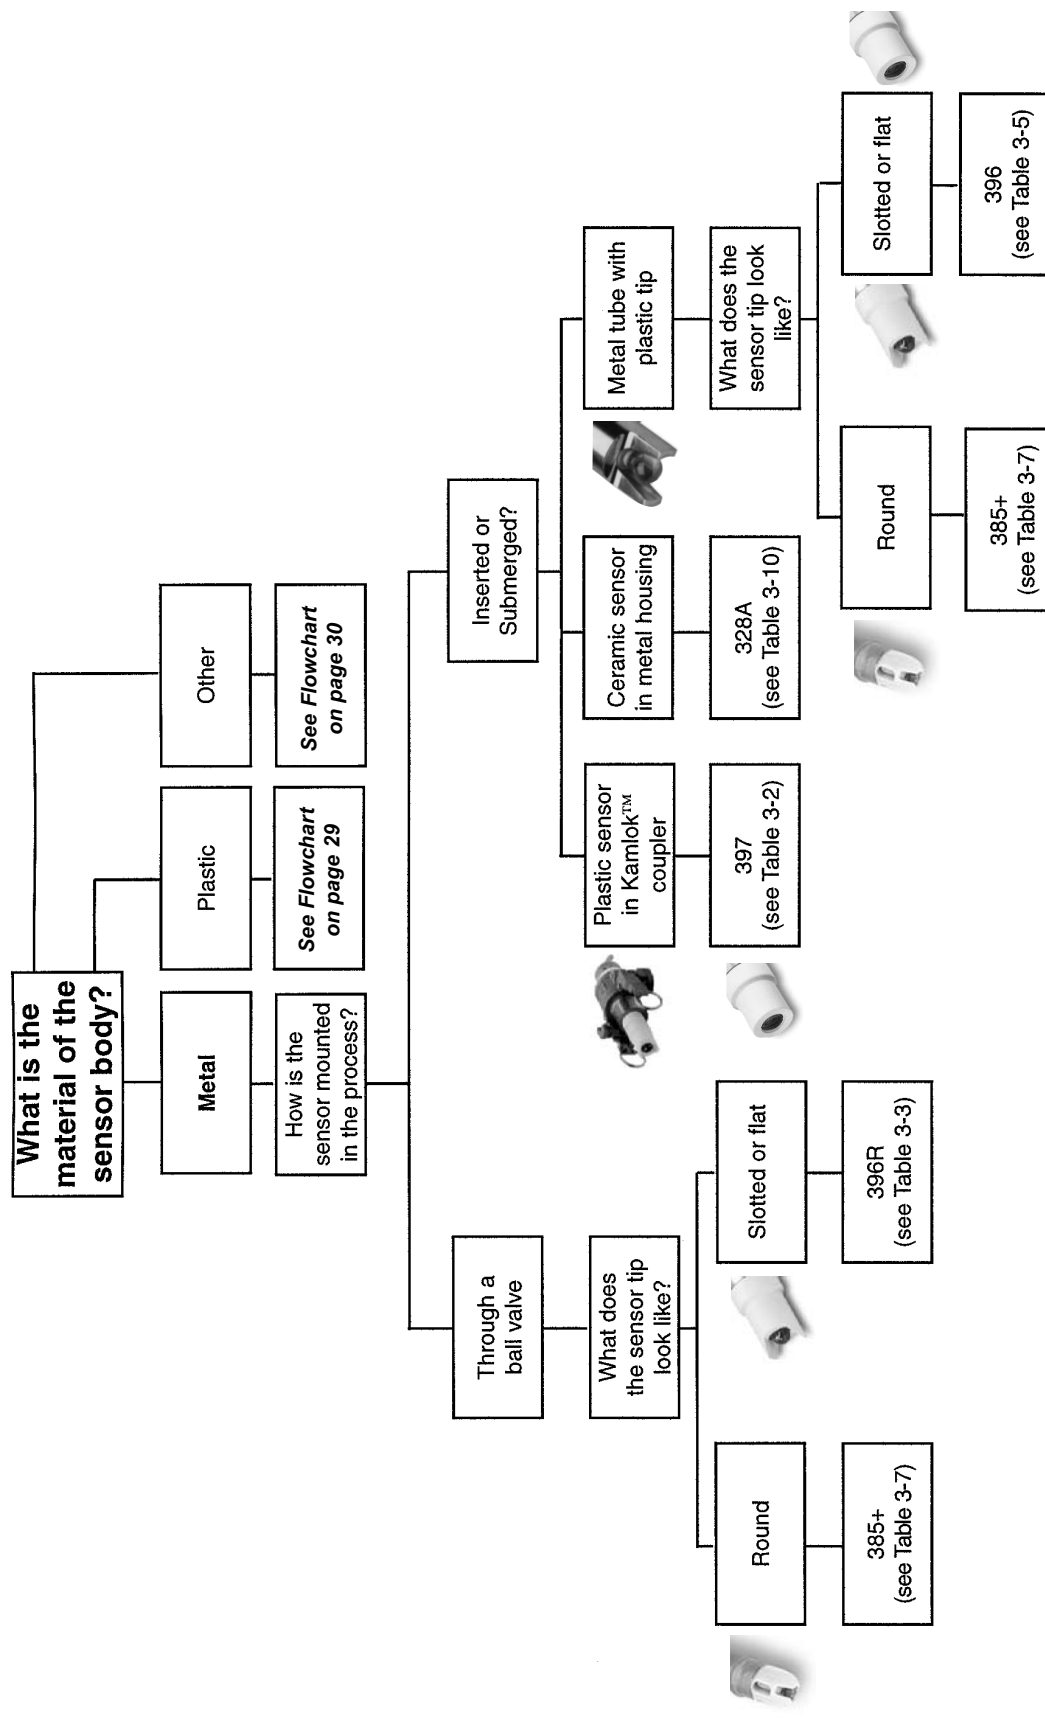 What is the
material of the
sensor body?
Metal
Plastic
Other
How is the
sensor mounted
in the process?
See Flowchart
on page 29
See Flowchart
on page 30
Through a
ball valve
Inserted or
Submerged?
What does
the sensor tip
look like?
Plastic sensor
in Kamlok™
coupler
Ceramic sensor
in metal housing
Metal tube with
plastic tip
Round
Slotted or flat
397
(see Table 3-2)
328A
(see Table 3-10)
What does the
sensor tip look
like?
385+
(see Table 3-7)
396R
(see Table 3-3)
Round
Slotted or flat
385+
(see Table 3-7)
396
(see Table 3-5)